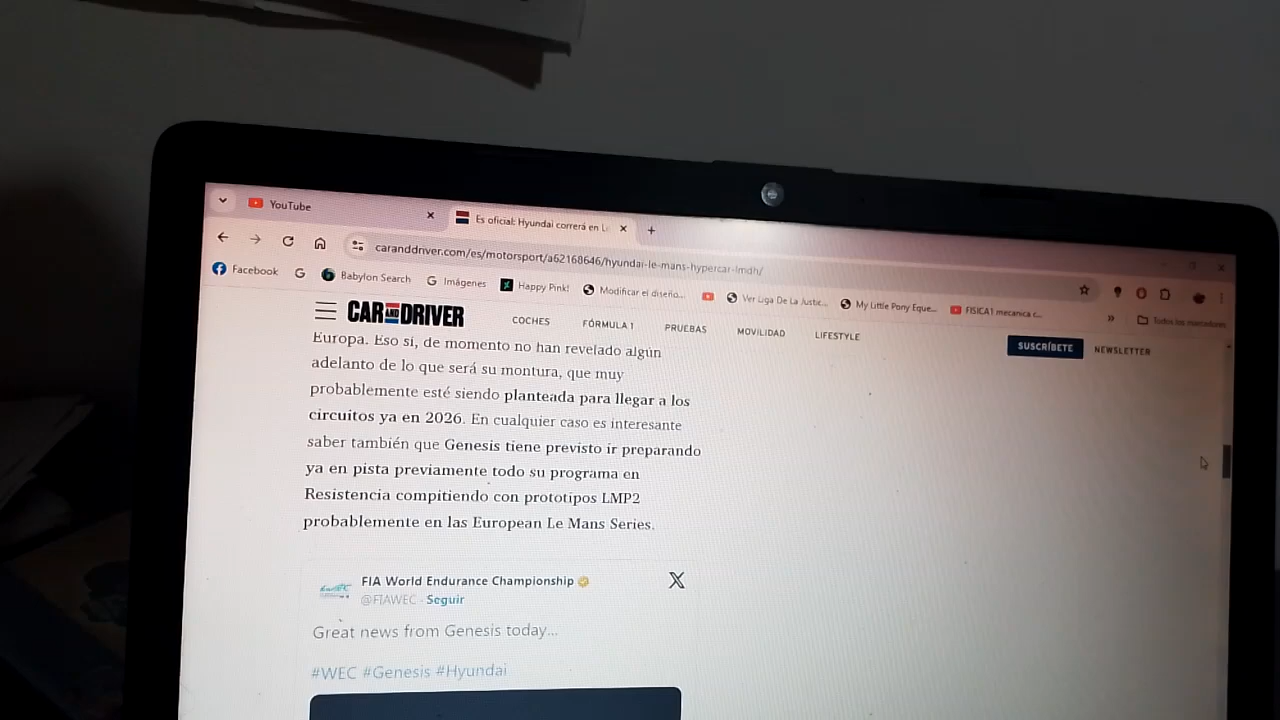 YouTube
Es oficial: Hyundai correrá en L
caranddriver.com/es/motorsport/a62168646/hyundai-le-mans-hypercar-lmdh/
Facebook
Babylon Search
Imágenes
Happy Pink!
Modificar el diseño...
Ver Liga De La Justic...
My Little Pony Eque...
FISICA1 mecanica c...
»
Todos los marcadores
CAR AND DRIVER
COCHES
FÓRMULA 1
PRUEBAS
MOVILIDAD
LIFESTYLE
SUSCRÍBETE
NEWSLETTER
Europa. Eso sí, de momento no han revelado algún
adelanto de lo que será su montura, que muy
probablemente esté siendo planteada para llegar a los
circuitos ya en 2026. En cualquier caso es interesante
saber también que Genesis tiene previsto ir preparando
ya en pista previamente todo su programa en
Resistencia compitiendo con prototipos LMP2
probablemente en las European Le Mans Series.
FIA World Endurance Championship
@FIAWEC · Seguir
Great news from Genesis today...
#WEC #Genesis #Hyundai